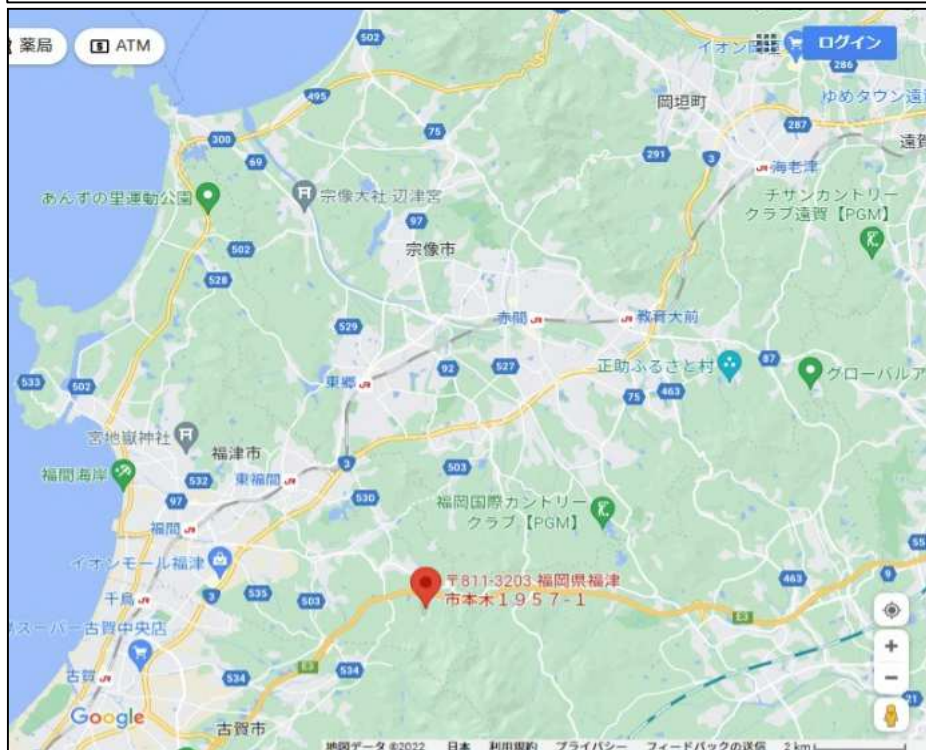 薬局
ATM
502
イオン
ログイン
286
岡垣町
ゆめタウン遠
495
75
287
300
291
3
遠賀
69
海老津
あんずの里運動公園
宗像大社 辺津宮
チサンカントリー
クラブ遠賀【PGM】
97
宗像市
502
528
赤間
教育大前
529
正助ふるさと村
87
533
502
東郷
92
527
グローバルア
75
463
宮地嶽神社
福津市
3
503
福間海岸
532
東福間
97
530
福岡国際カントリー
クラブ【PGM】
福間
イオンモール福津
55
3
535
503
〒811-3203 福岡県福津
市本木1957-1
463
9
千鳥
E3
スーパー古賀中央店
E3
534
古賀
534
21
Google
古賀市
地図データ ©2022 日本 利用規約 プライバシー フィードバックの送信 2 km